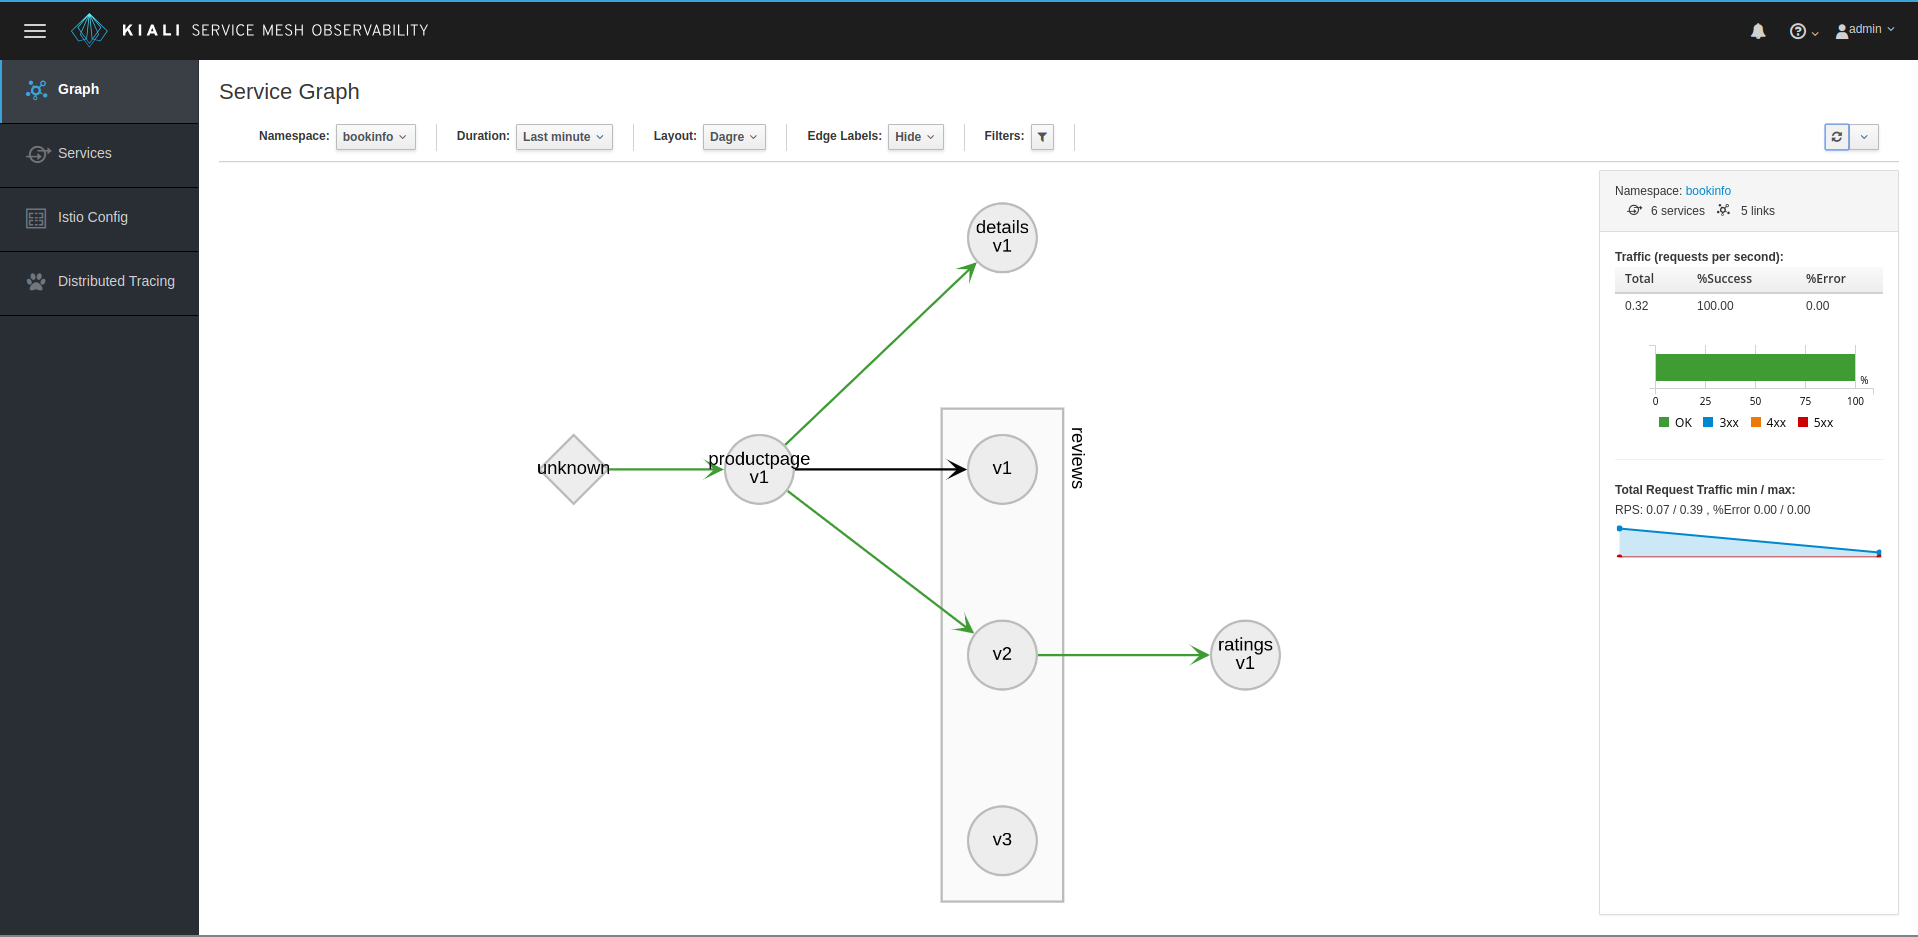 KIALI SERVICE MESH OBSERVABILITY
admin
Graph
Services
Istio Config
Distributed Tracing
Service Graph
Namespace: bookinfo Duration: Last minute Layout: Dagre Edge Labels: Hide Filters:
details
v1
unknown
productpage
v1
reviews
v1
v2
v3
ratings
v1
Namespace: bookinfo
6 services 5 links
Traffic (requests per second):
Total %Success %Error
0.32 100.00 0.00
%
0 25 50 75 100
OK 3xx 4xx 5xx
Total Request Traffic min / max:
RPS: 0.07 / 0.39 , %Error 0.00 / 0.00